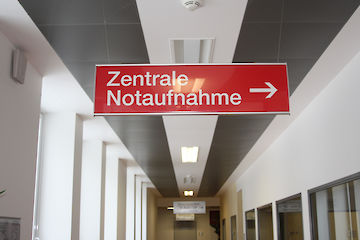 Zentrale
Notaufnahme →